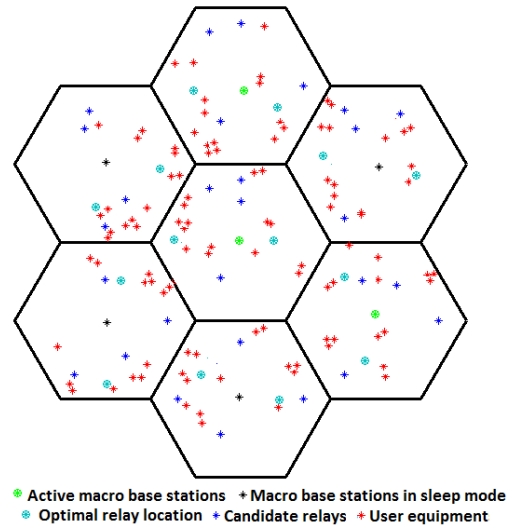 Active macro base stations Macro base stations in sleep mode
Optimal relay location Candidate relays User equipment